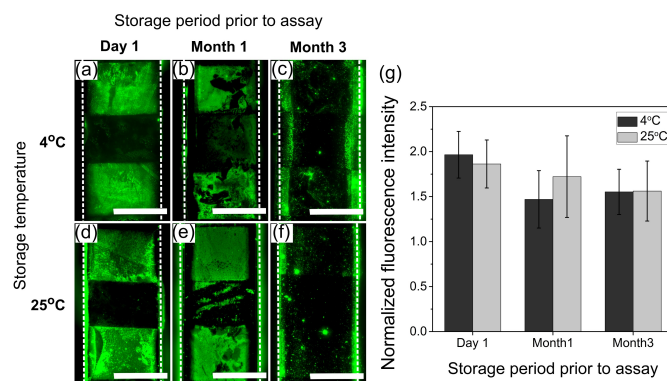 Storage period prior to assay
Day 1 Month 1 Month 3
(a) (b) (c)
(g)
4°C
Storage temperature
(d) (e) (f)
25°C
Normalized fluorescence intensity
2.5
2.0
1.5
1.0
0.5
0.0
4°C
25°C
Day 1 Month1 Month3
Storage period prior to assay